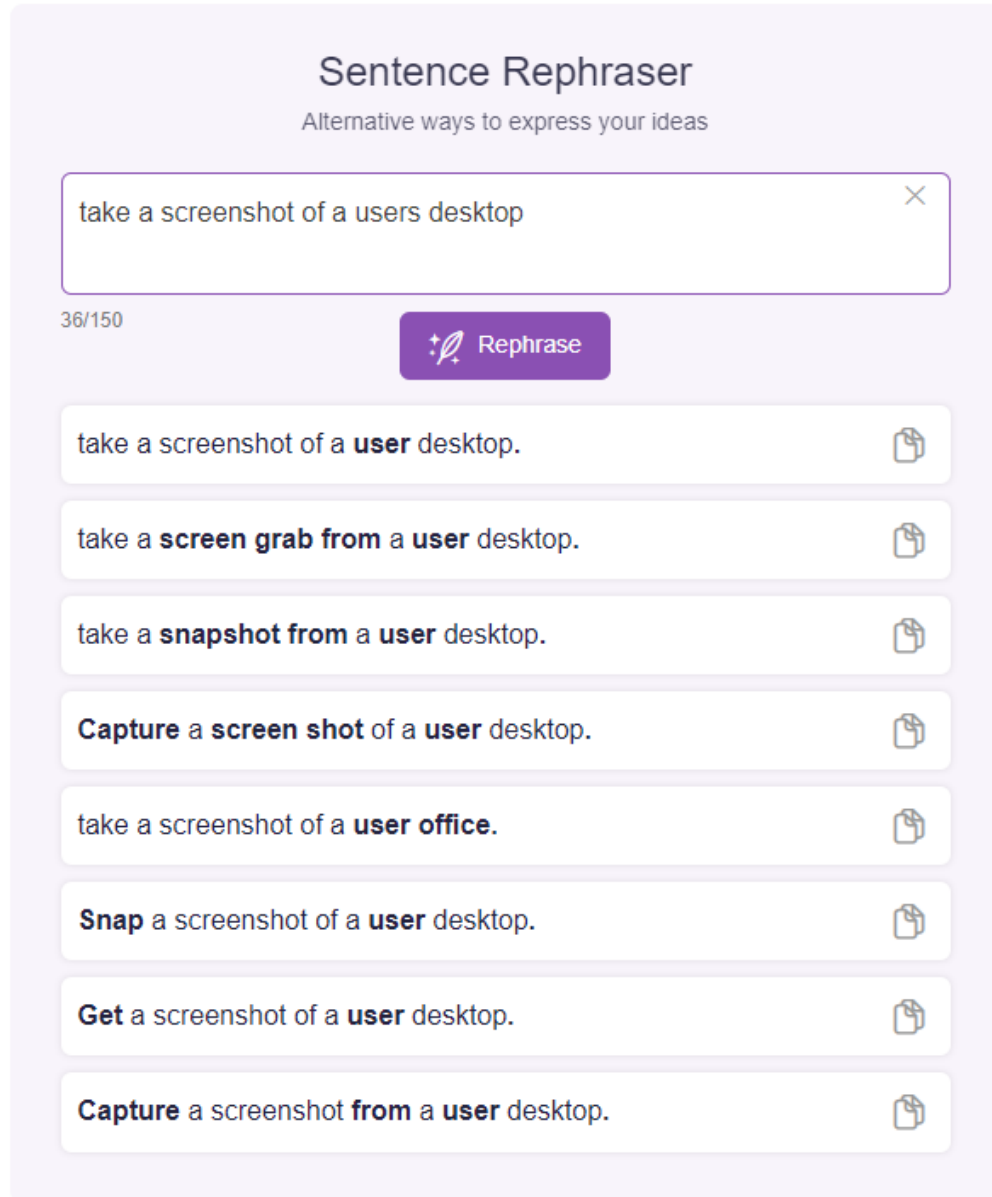 Sentence Rephraser
Alternative ways to express your ideas
take a screenshot of a users desktop
36/150
Rephrase
take a screenshot of a user desktop.
take a screen grab from a user desktop.
take a snapshot from a user desktop.
Capture a screen shot of a user desktop.
take a screenshot of a user office.
Snap a screenshot of a user desktop.
Get a screenshot of a user desktop.
Capture a screenshot from a user desktop.